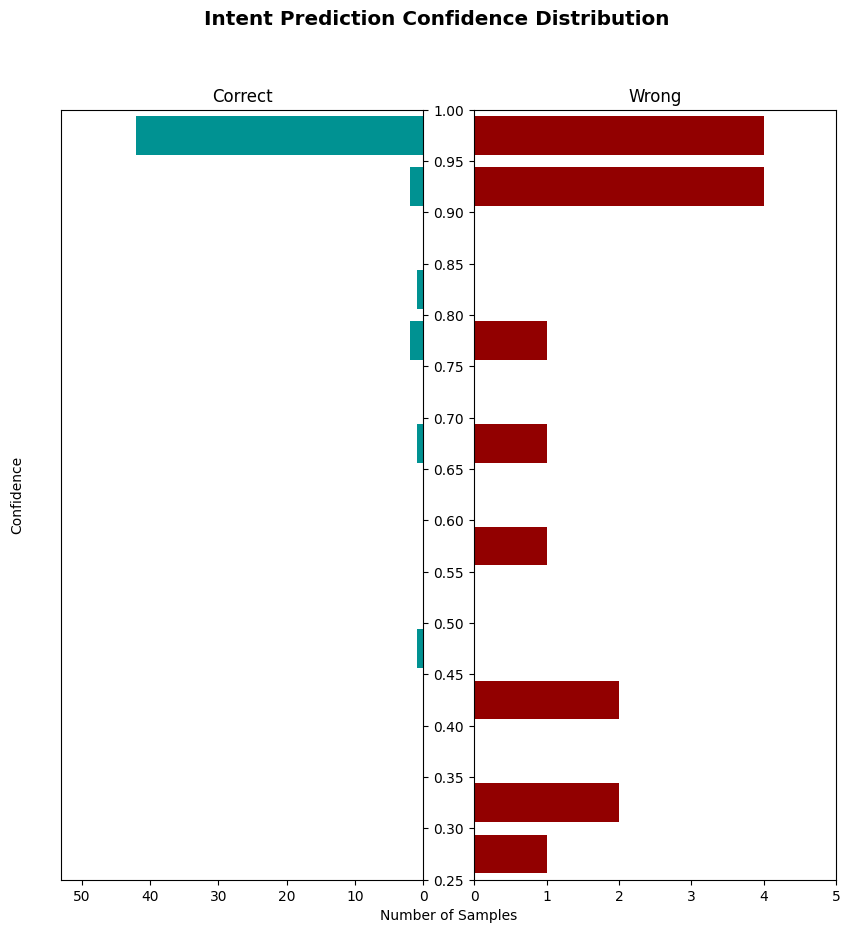 Intent Prediction Confidence Distribution
Correct
Wrong
1.00
0.95
0.90
0.85
0.80
0.75
0.70
0.65
0.60
0.55
0.50
0.45
0.40
0.35
0.30
0.25
Confidence
50 40 30 20 10 0
0 1 2 3 4 5
Number of Samples